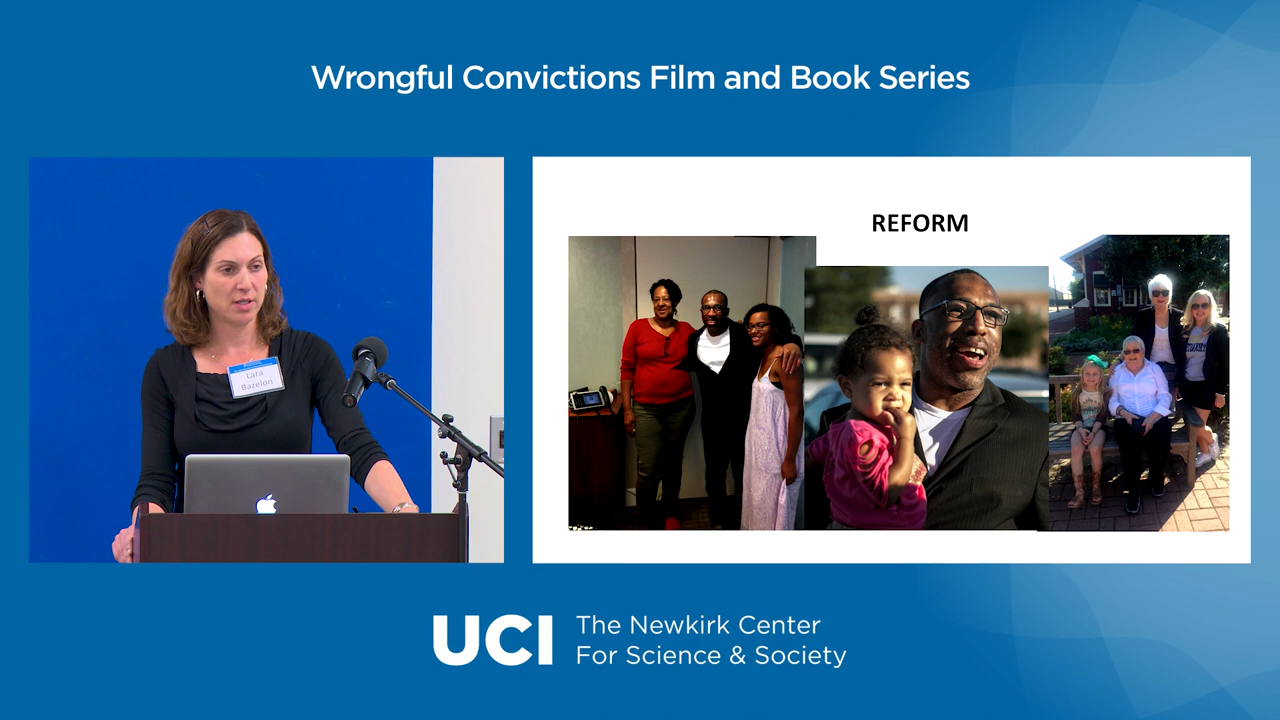 Wrongful Convictions Film and Book Series
Lara
Bazelon
REFORM
UCI
The Newkirk Center
For Science & Society